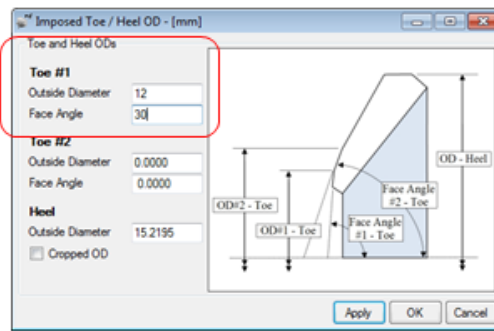 Imposed Toe / Heel OD - [mm]
Toe and Heel ODs
Toe #1
Outside Diameter 12
Face Angle 30
Toe #2
Outside Diameter 0.0000
Face Angle 0.0000
Heel
Outside Diameter 15.2195
Cropped OD
OD - Heel
Face Angle
#2 - Toe
OD#2 - Toe
Face Angle
#1 - Toe
OD#1 - Toe
Apply OK Cancel